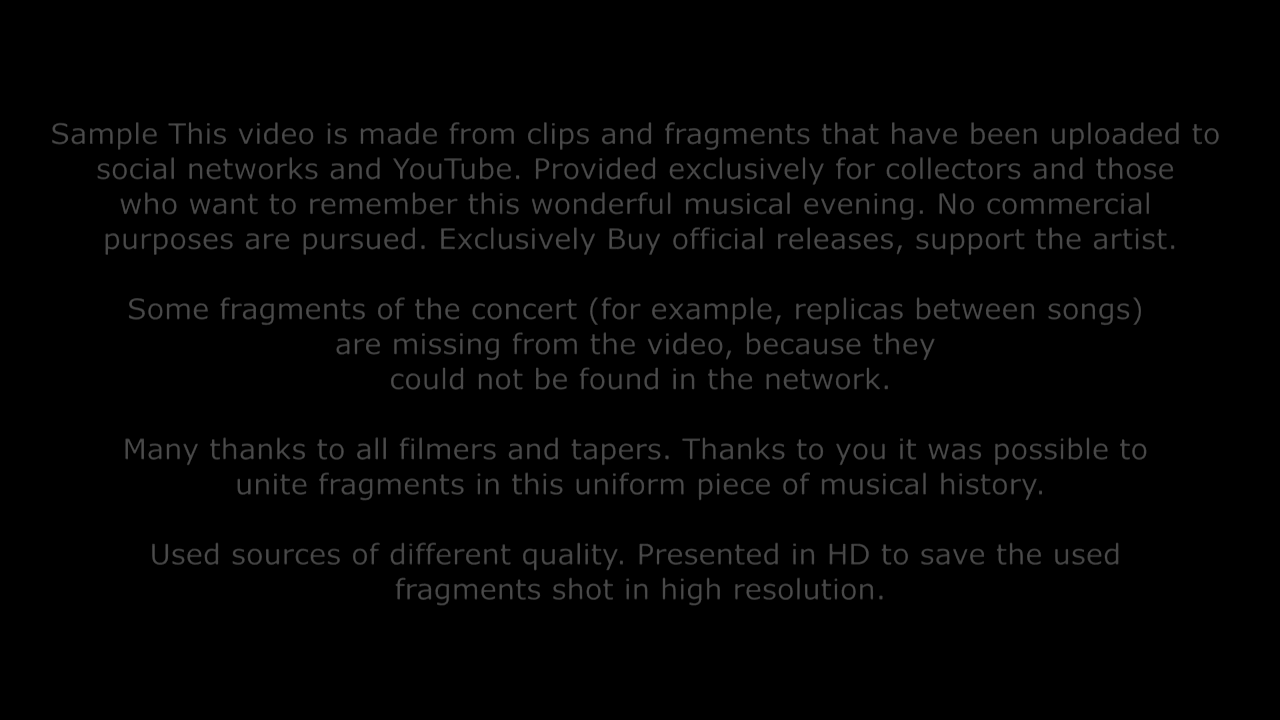 Sample This video is made from clips and fragments that have been uploaded to
social networks and YouTube. Provided exclusively for collectors and those
who want to remember this wonderful musical evening. No commercial
purposes are pursued. Exclusively Buy official releases, support the artist.
Some fragments of the concert (for example, replicas between songs)
are missing from the video, because they
could not be found in the network.
Many thanks to all filmers and tapers. Thanks to you it was possible to
unite fragments in this uniform piece of musical history.
Used sources of different quality. Presented in HD to save the used
fragments shot in high resolution.